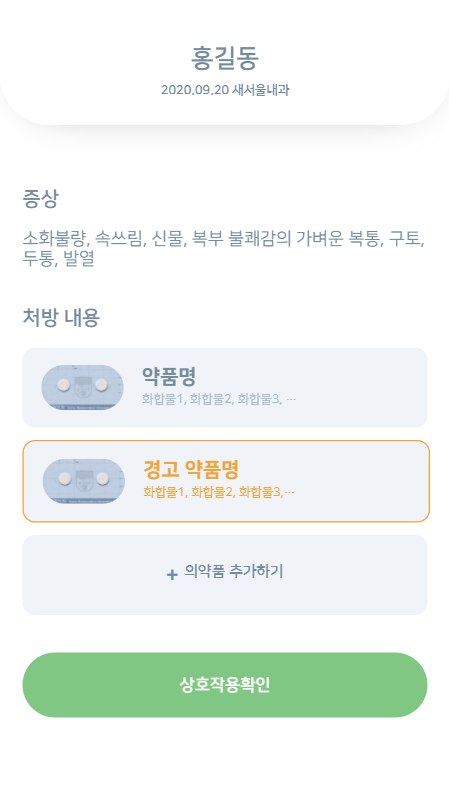 홍길동
2020.09.20 새서울내과
증상
소화불량, 속쓰림, 신물, 복부 불쾌감의 가벼운 복통, 구토,
두통, 발열
처방 내용
약품명
화합물1, 화합물2, 화합물3, ···
경고 약품명
화합물1, 화합물2, 화합물3,···
+ 의약품 추가하기
상호작용확인